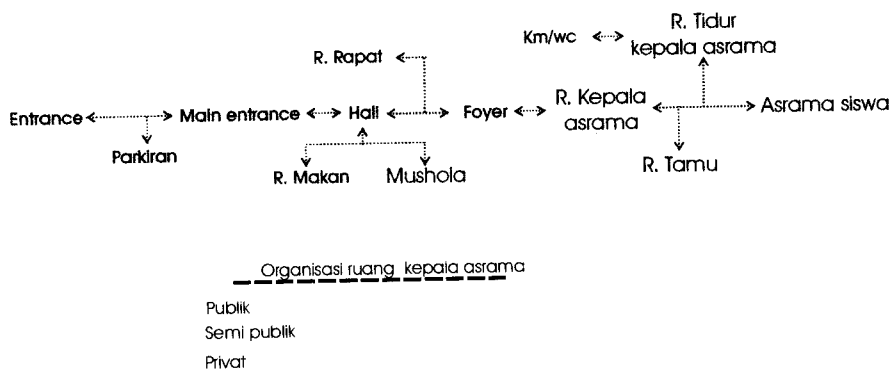 R. Tidur
Km/wc kepala asrama
R. Rapat
Entrance Main entrance Hall Foyer R. Kepala asrama Asrama siswa
Parkiran
R. Makan Mushola R. Tamu
Organisasi ruang kepala asrama
Publik
Semi publik
Privat